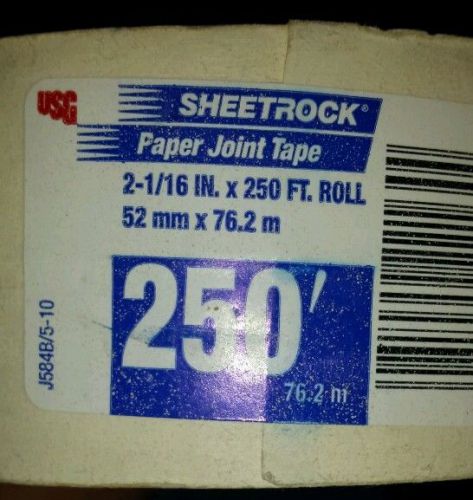 USG
SHEETROCK®
Paper Joint Tape
2-1/16 IN. x 250 FT. ROLL
52 mm x 76.2 m
250'
76.2 m
J584B/5-10